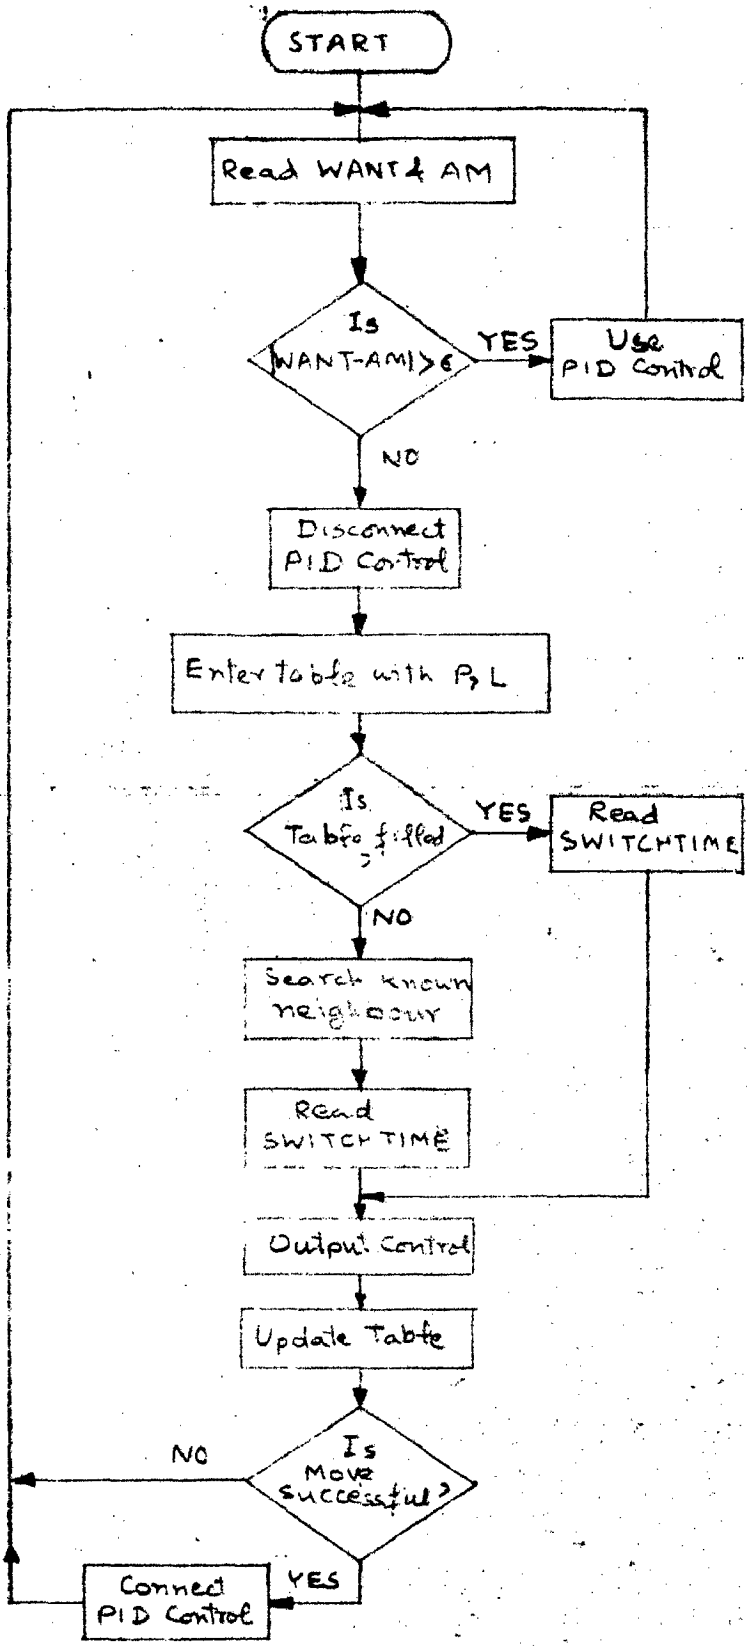 START
Read WANT & AM
Is
|WANT-AM|>ϵ
YES
Use
PID Control
NO
Disconnect
PID Control
Enter table with P, L
Is
Table filled
?
YES
Read
SWITCHTIME
NO
Search known
neighbour
Read
SWITCHTIME
Output Control
Update Table
Is
Move
successful?
NO
YES
Connect
PID Control